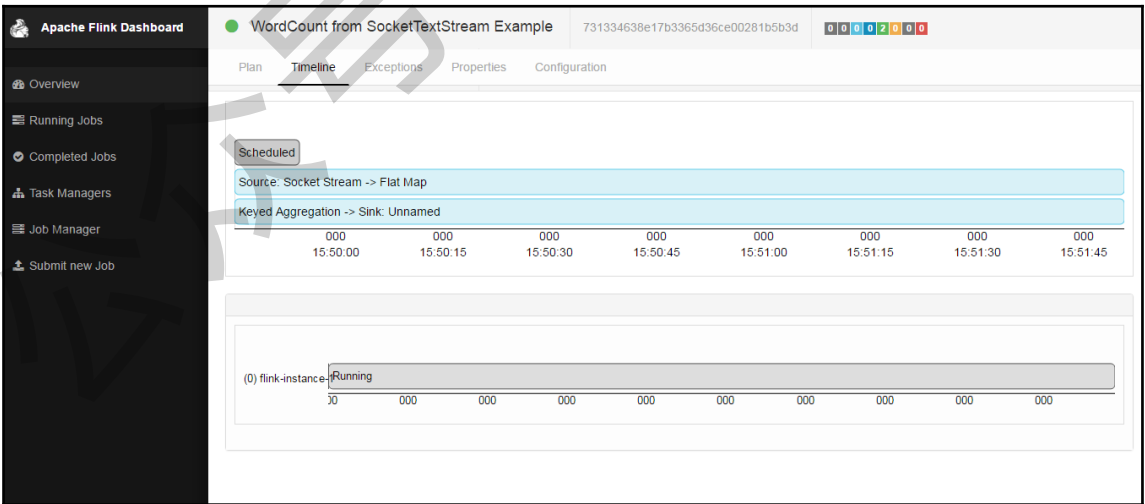 Apache Flink Dashboard
Overview
Running Jobs
Completed Jobs
Task Managers
Job Manager
Submit new Job
WordCount from SocketTextStream Example 731334638e17b3365d36ce00281b5b3d 0 0 0 0 2 0 0 0
Plan Timeline Exceptions Properties Configuration
Scheduled
Source: Socket Stream -> Flat Map
Keyed Aggregation -> Sink: Unnamed
000 000 000 000 000 000 000 000
15:50:00 15:50:15 15:50:30 15:50:45 15:51:00 15:51:15 15:51:30 15:51:45
(0) flink-instance- Running
000 000 000 000 000 000 000 000 000